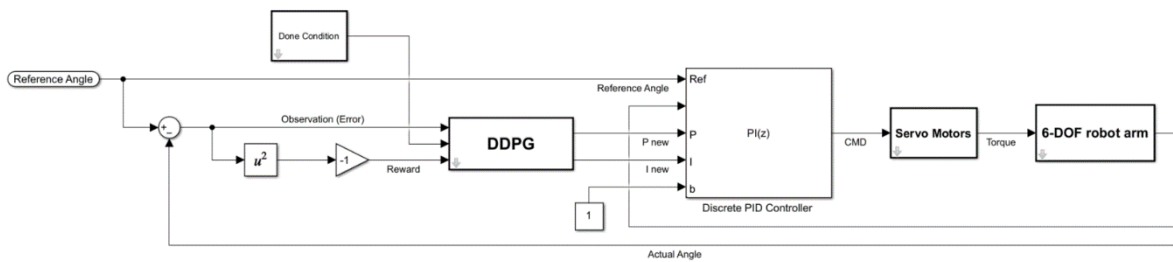 Done Condition
Reference Angle
Ref
Reference Angle
+
−
Observation (Error)
DDPG
P
PI(z)
Servo Motors
6-DOF robot arm
P new
CMD
Torque
u²
-1
I
Reward
I new
b
1
Discrete PID Controller
Actual Angle